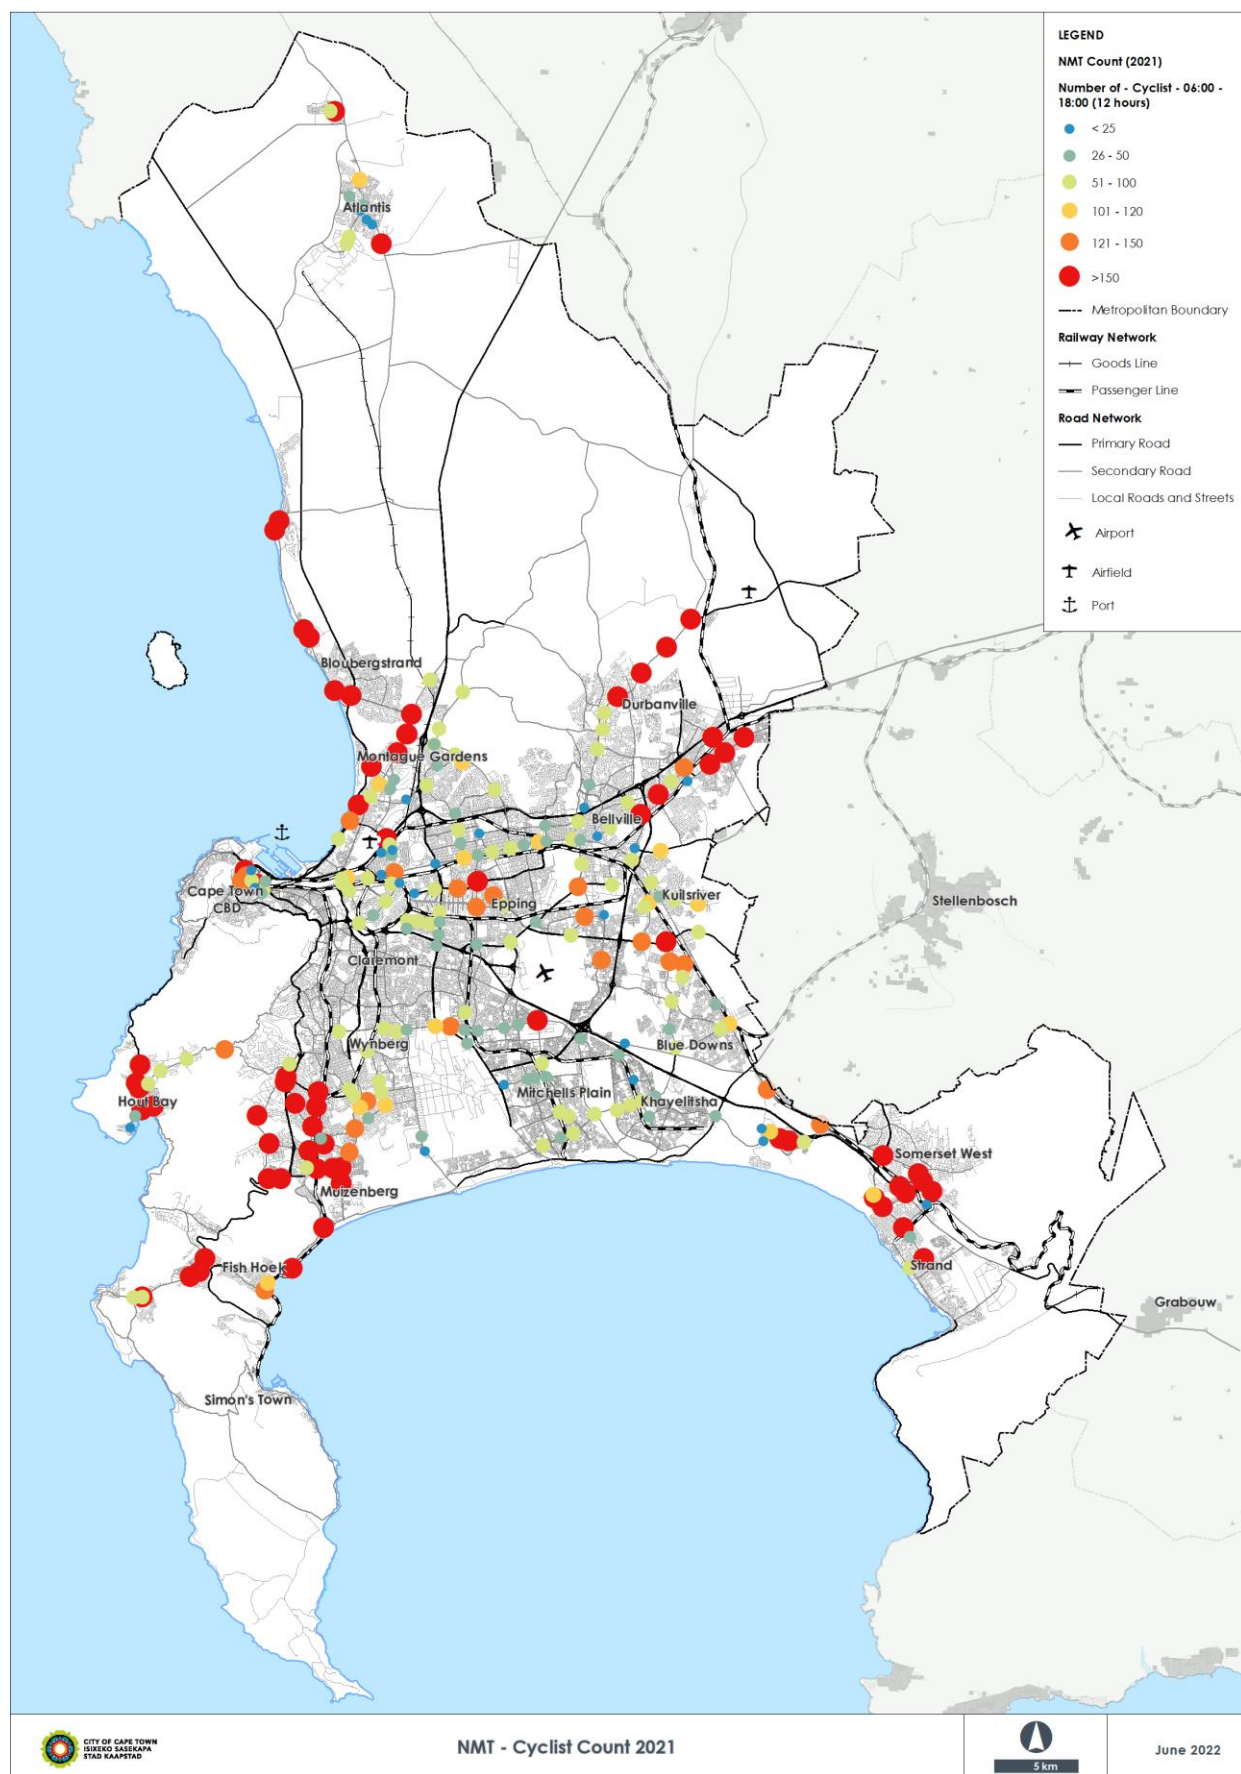 LEGEND
NMT Count (2021)
Number of - Cyclist - 06:00 -
18:00 (12 hours)
< 25
26 - 50
51 - 100
101 - 120
121 - 150
>150
Metropolitan Boundary
Railway Network
Goods Line
Passenger Line
Road Network
Primary Road
Secondary Road
Local Roads and Streets
Airport
Airfield
Port
Atlantis
Bloubergstrand
Durbanville
Montague Gardens
Bellville
Cape Town
CBD
Epping
Kuilsriver
Stellenbosch
Claremont
Wynberg
Blue Downs
Hout Bay
Mitchells Plain
Khayelitsha
Somerset West
Muizenberg
Fish Hoek
Strand
Grabouw
Simon's Town
CITY OF CAPE TOWN
ISIXEKO SASEKAPA
STAD KAAPSTAD
NMT - Cyclist Count 2021
5 km
June 2022